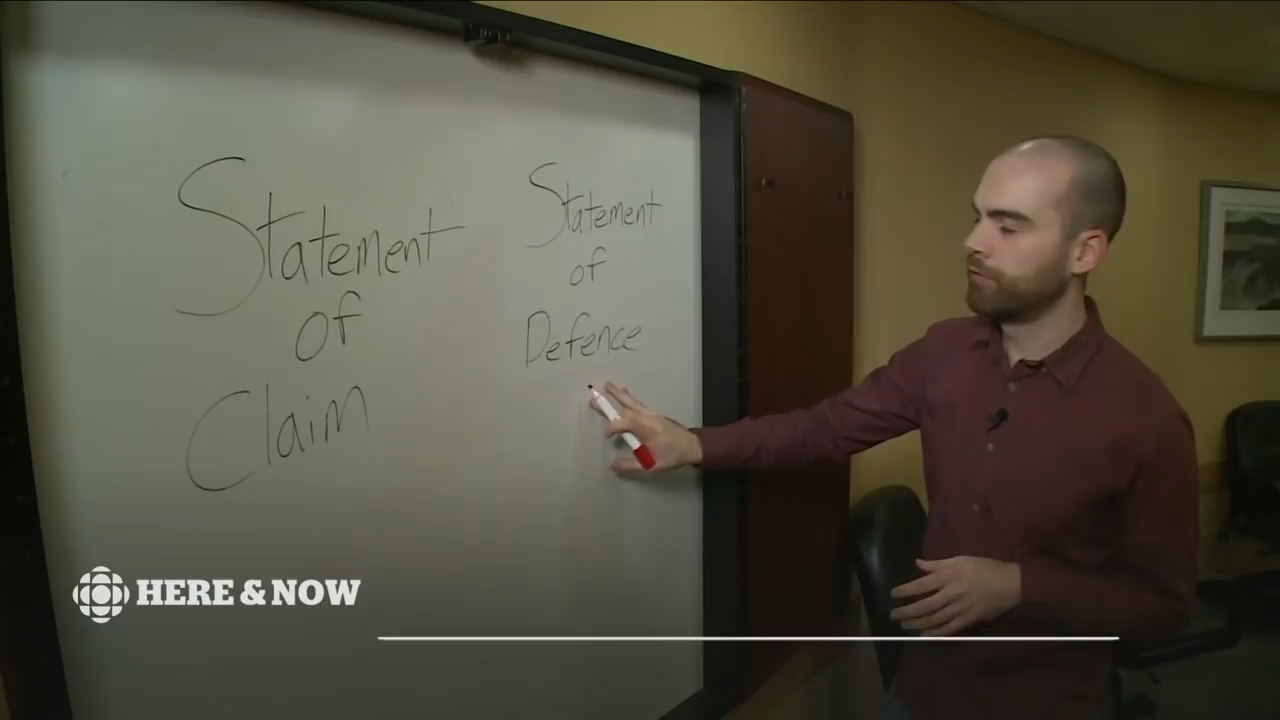 Statement
of
Claim
Statement
of
Defence
HERE & NOW